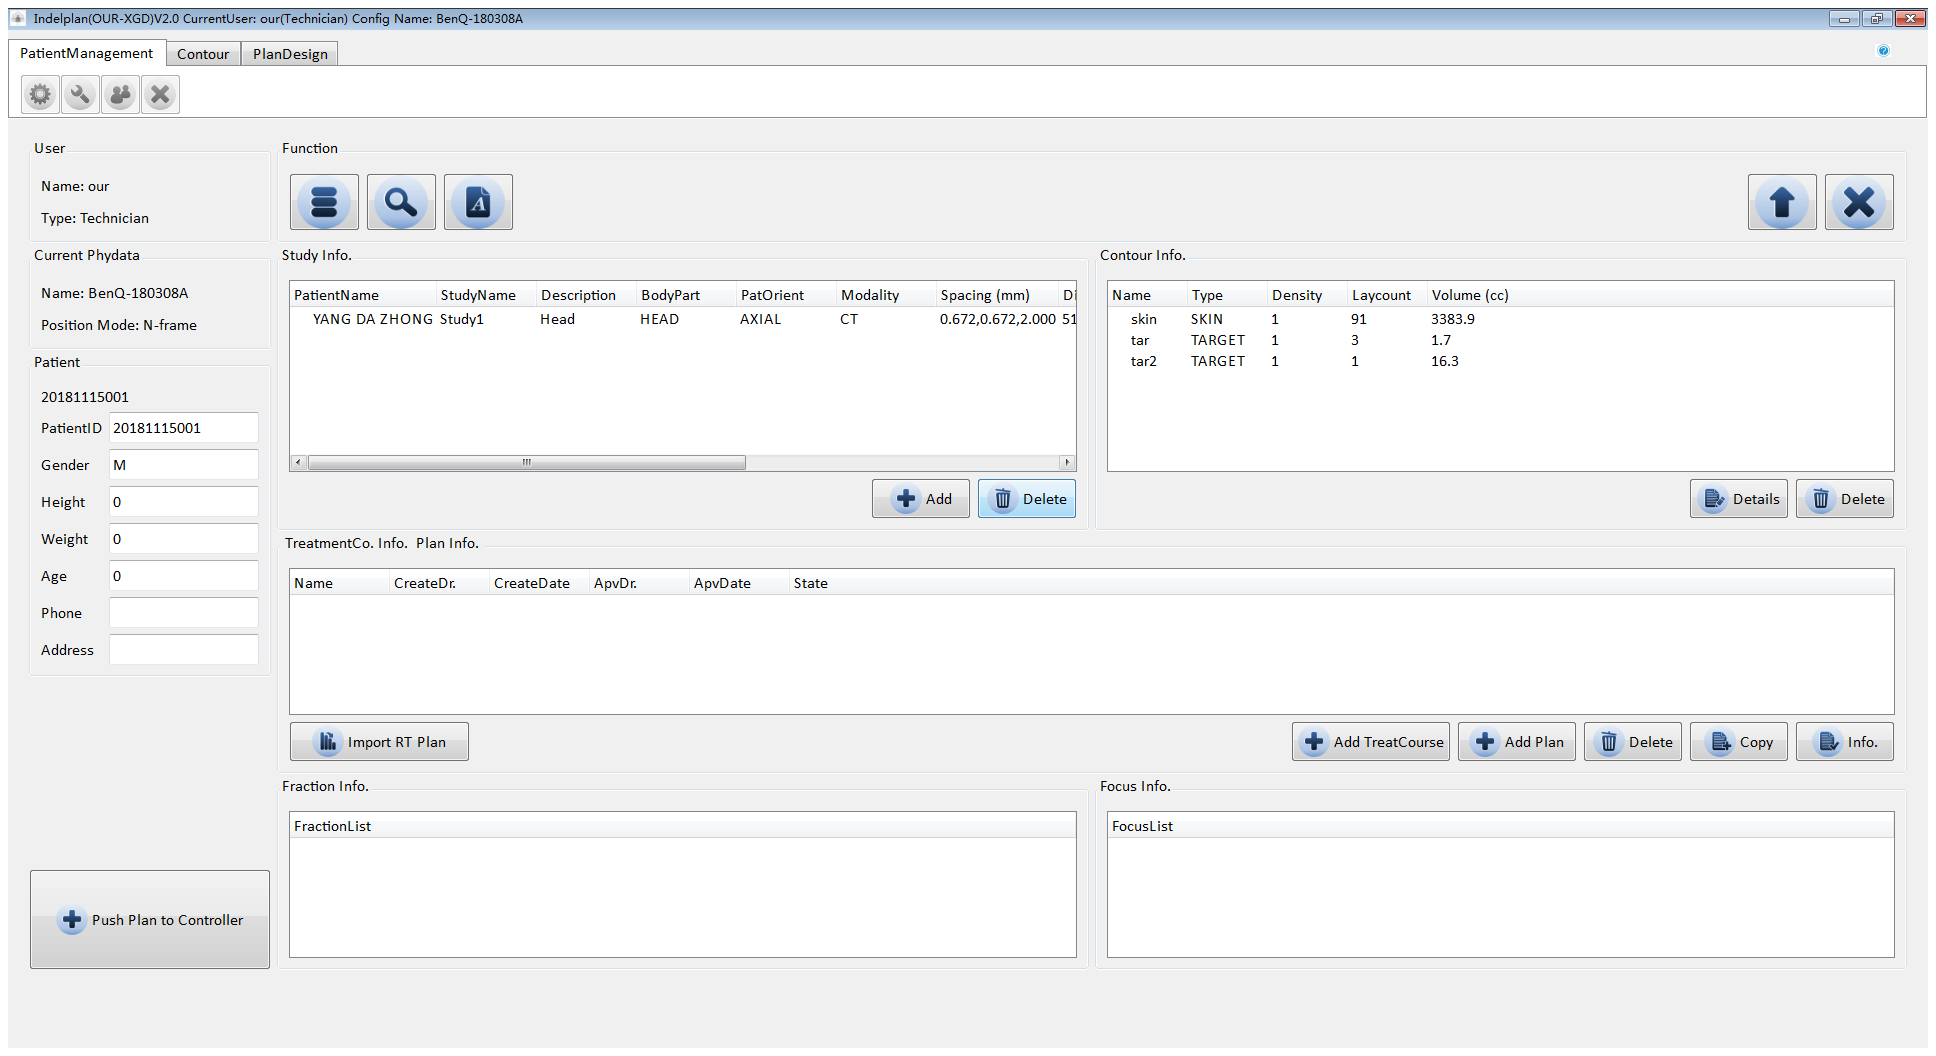 Indelplan(OUR-XGD)V2.0 CurrentUser: our(Technician) Config Name: BenQ-180308A
PatientManagement Contour PlanDesign
User
Name: our
Type: Technician
Function
Current Phydata
Name: BenQ-180308A
Position Mode: N-frame
Study Info.
PatientName StudyName Description BodyPart PatOrient Modality Spacing (mm) Di
YANG DA ZHONG Study1 Head HEAD AXIAL CT 0.672,0.672,2.000 51
Add Delete
Contour Info.
Name Type Density Laycount Volume (cc)
skin SKIN 1 91 3383.9
tar TARGET 1 3 1.7
tar2 TARGET 1 1 16.3
Details Delete
Patient
20181115001
PatientID 20181115001
Gender M
Height 0
Weight 0
Age 0
Phone
Address
TreatmentCo. Info. Plan Info.
Name CreateDr. CreateDate ApvDr. ApvDate State
Import RT Plan Add TreatCourse Add Plan Delete Copy Info.
Fraction Info.
FractionList
Focus Info.
FocusList
Push Plan to Controller